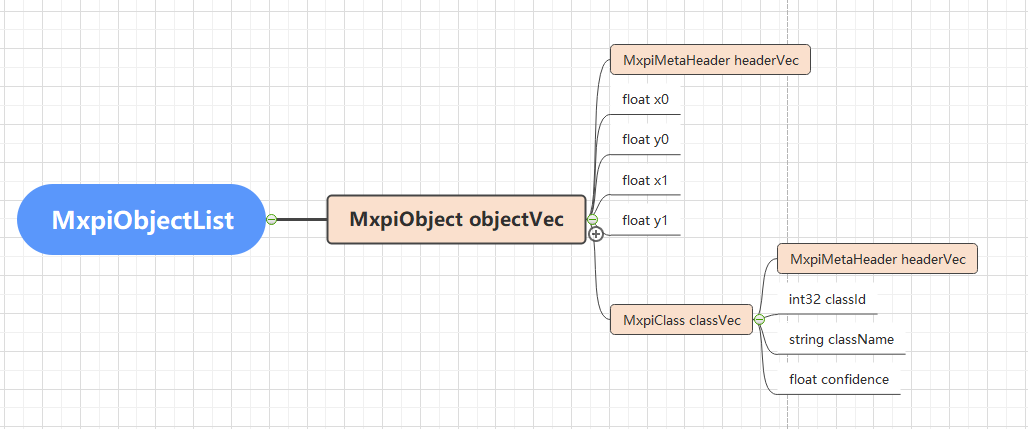 MxpiObjectList
MxpiObject objectVec
MxpiMetaHeader headerVec
float x0
float y0
float x1
float y1
MxpiClass classVec
MxpiMetaHeader headerVec
int32 classId
string className
float confidence